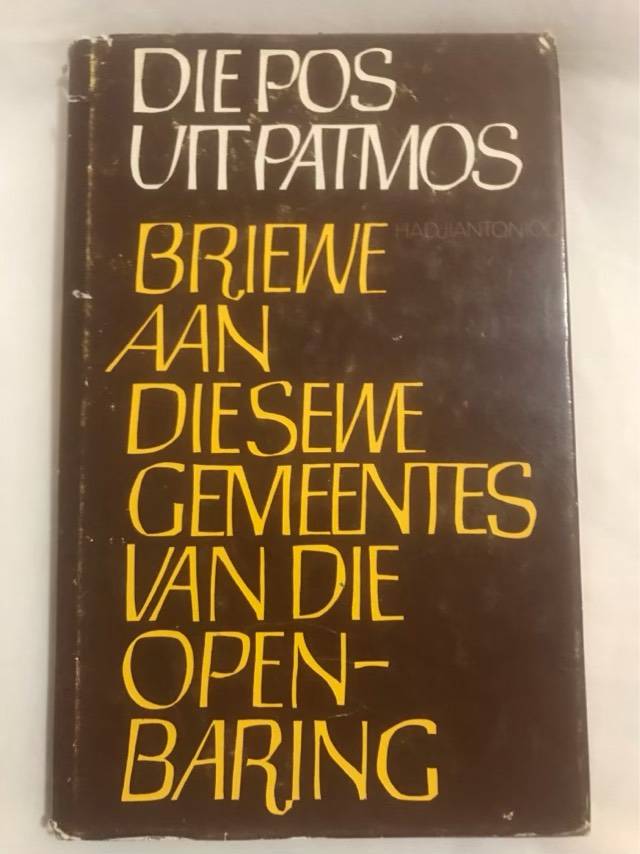 DIE POS
UIT PATMOS
BRIEWE
HADJIANTONIOU
AAN
DIE SEWE
GEMEENTES
VAN DIE
OPEN-
BARING